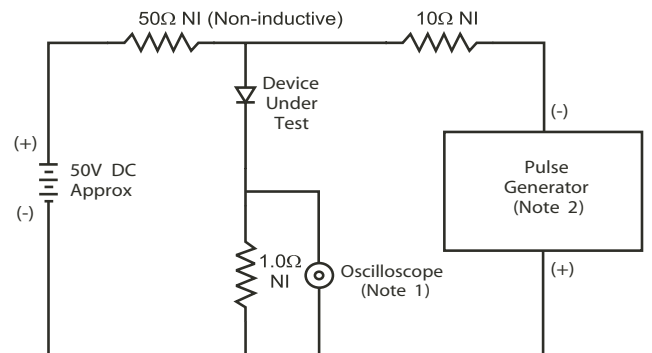 50Ω NI (Non-inductive)
10Ω NI
Device
Under
Test
(-)
(+)
50V DC
Approx
(-)
Pulse
Generator
(Note 2)
1.0Ω
NI
Oscilloscope
(Note 1)
(+)